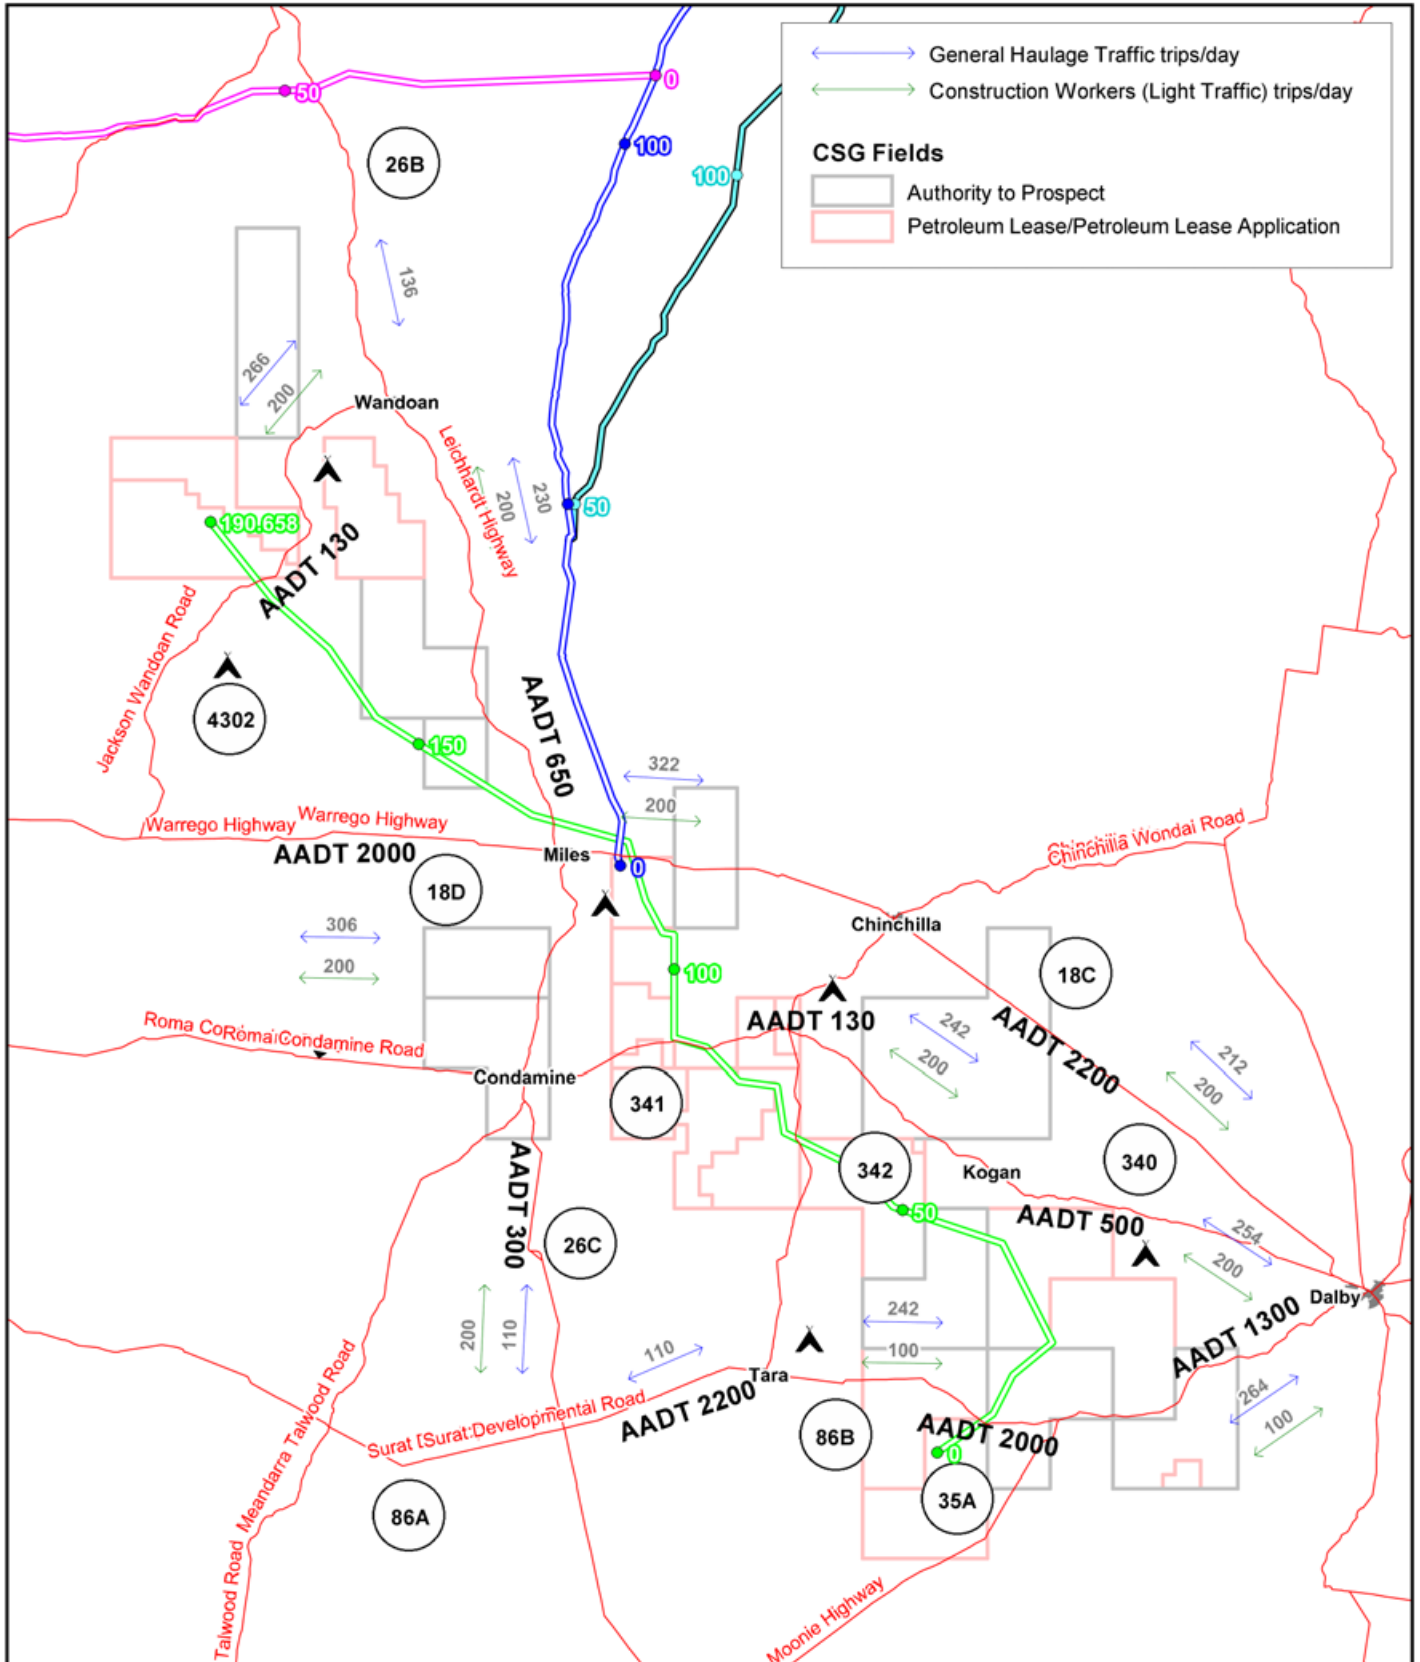 General Haulage Traffic trips/day
Construction Workers (Light Traffic) trips/day
CSG Fields
Authority to Prospect
Petroleum Lease/Petroleum Lease Application
0
50
100
100
26B
136
266
200
Wandoan
Leichhardt Highway
200
230
50
190.658
AADT 130
Jackson Wandoan Road
4302
AADT 650
150
322
200
Warrego Highway
Warrego Highway
AADT 2000
Miles
0
18D
Chinchilla Wondai Road
Chinchilla
306
200
100
18C
AADT 130
242
200
AADT 2200
212
200
Roma Condamine Road
Condamine
341
342
340
Kogan
AADT 300
50
AADT 500
26C
254
200
Dalby
200
110
242
100
AADT 1300
110
Tara
264
100
Surat Developmental Road
AADT 2200
86B
AADT 2000
0
35A
86A
Meandarra Talwood Road
Talwood Road
Moonie Highway